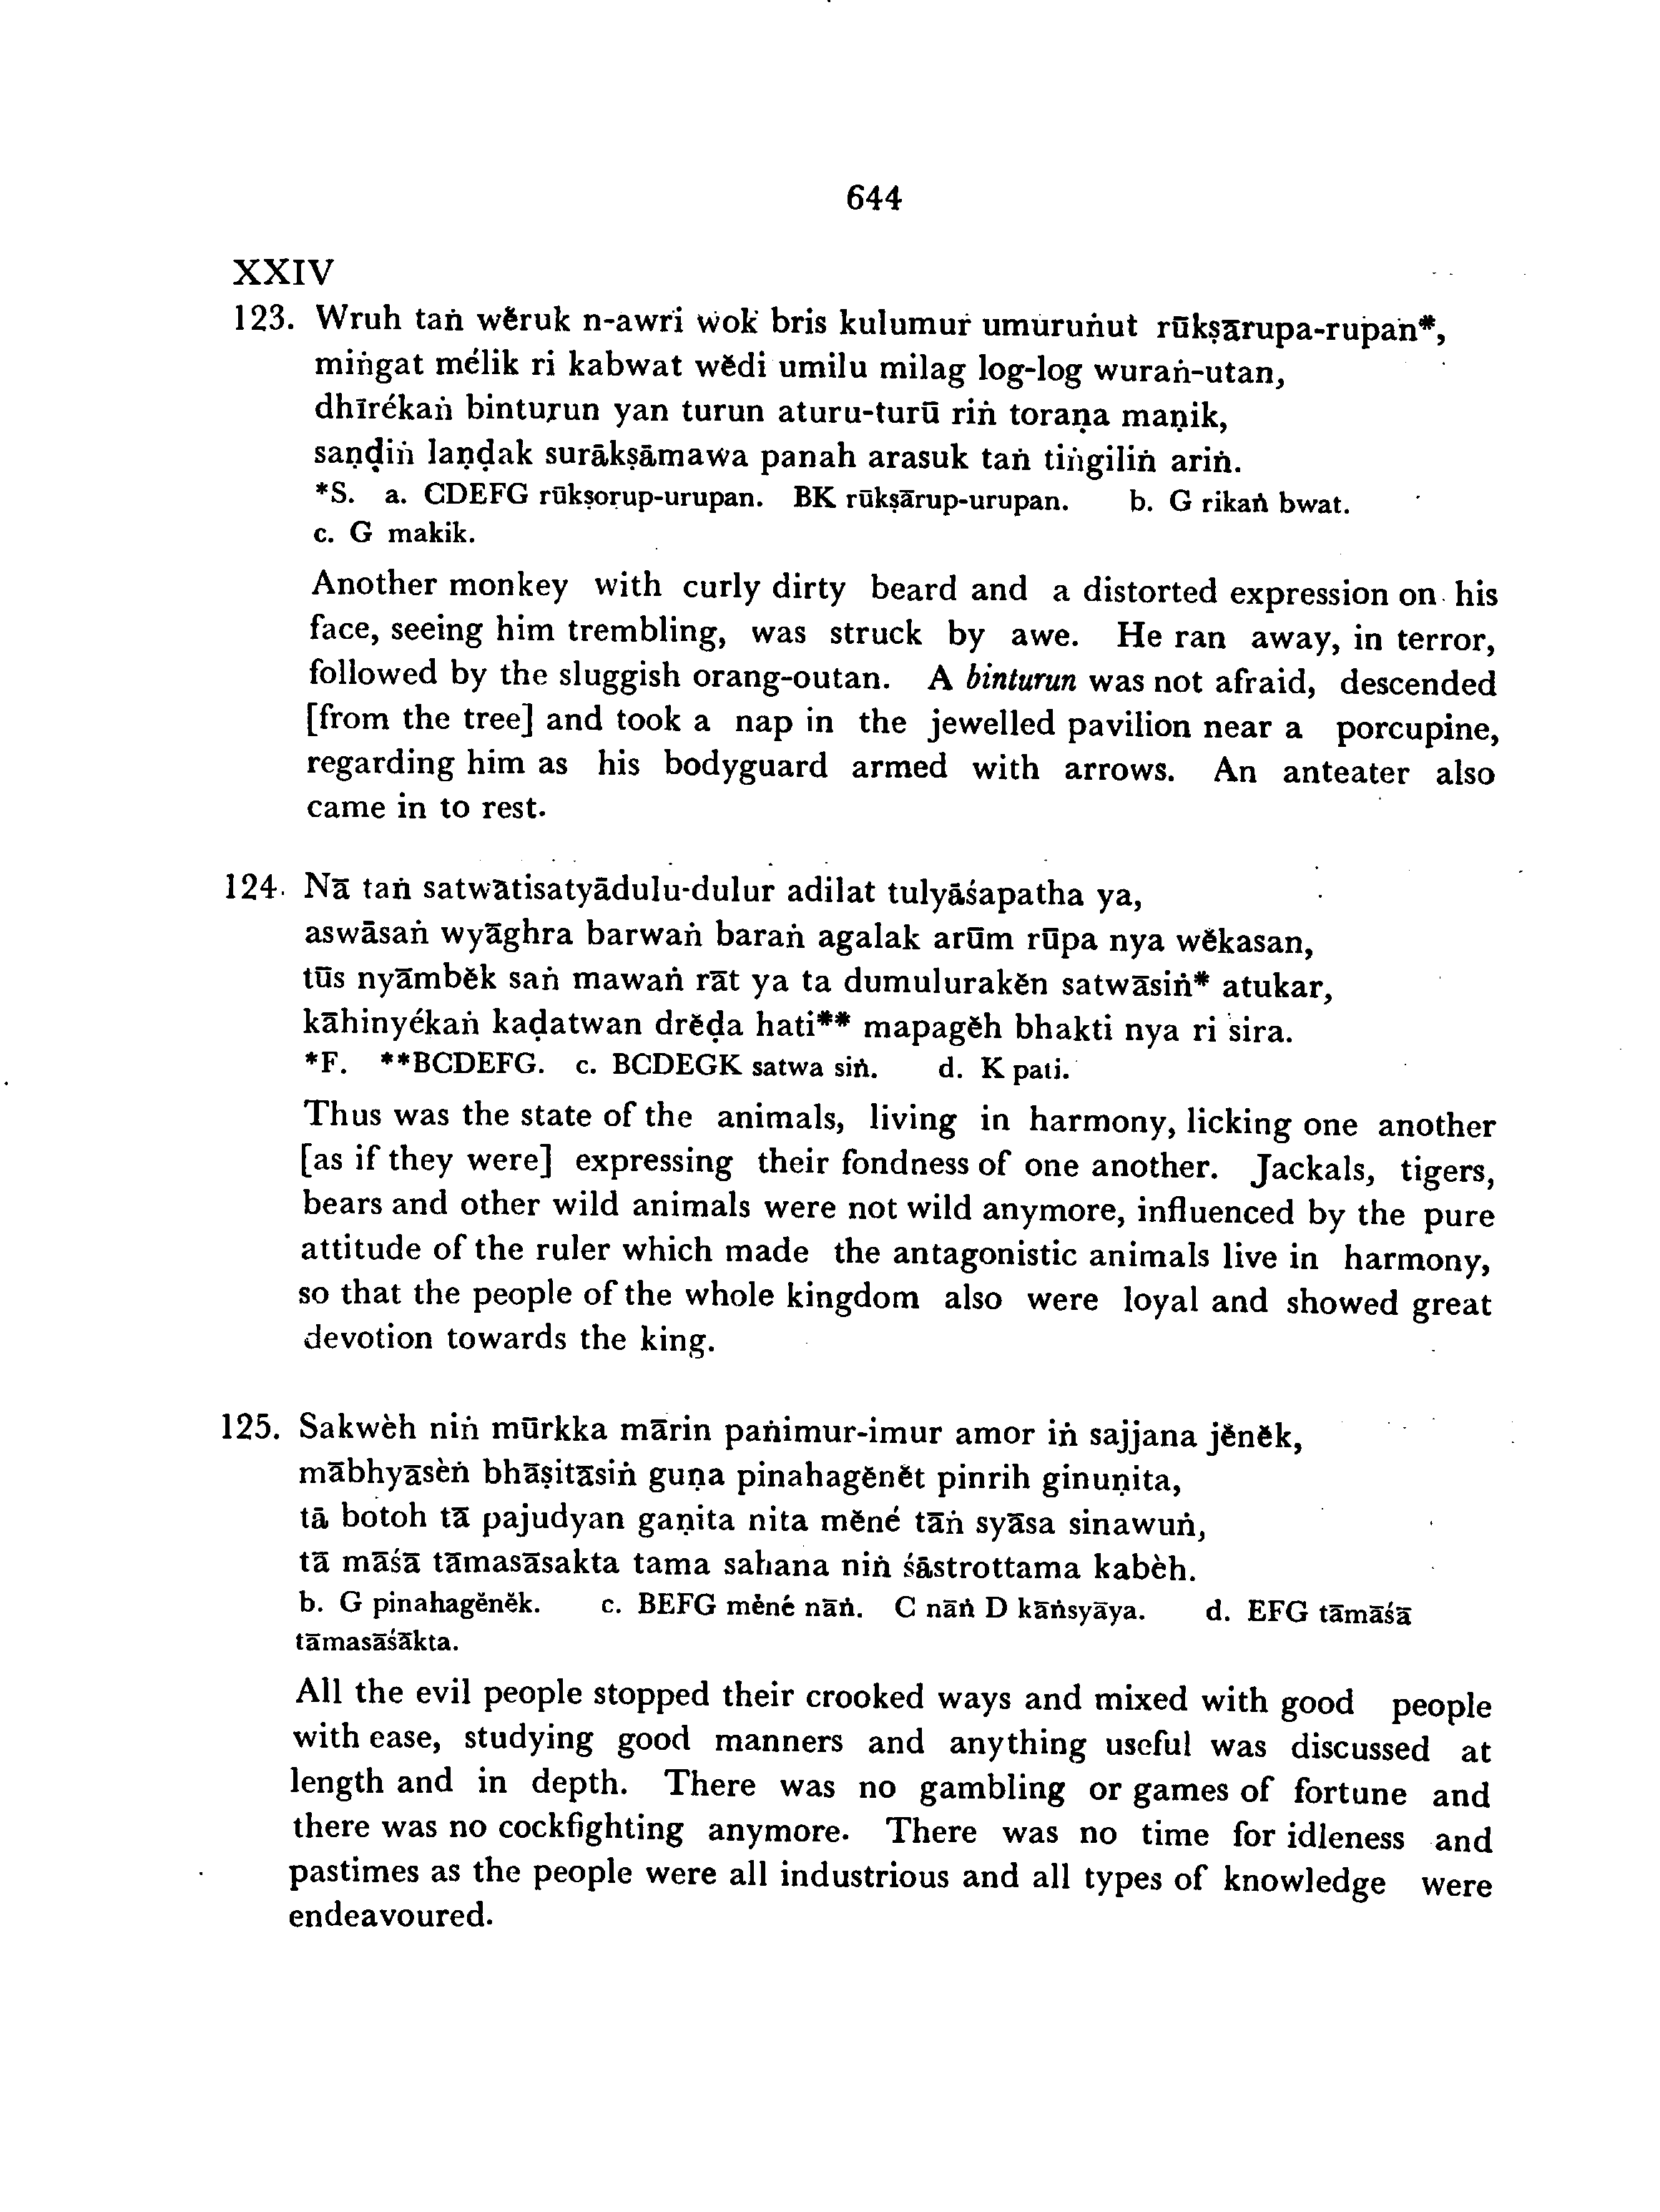 644
XXIV
123. Wruh taṅ wĕruk n-awri wok bris kulumur umuruṅut rūkṣārupa-rupan*,
miṅgat mélik ri kabwat wĕdi umilu milag log-log wuraṅ-utan,
dhīrékaṅ binturun yan turun aturu-turū riṅ toraṇa maṇik,
saṇḍiṅ laṇḍak surākṣāmawa panah arasuk taṅ tiṅgiliṅ ariṅ.
*S. a. CDEFG rūkṣorup-urupan. BK rūkṣārup-urupan. b. G rikaṅ bwat.
c. G makik.
Another monkey with curly dirty beard and a distorted expression on his
face, seeing him trembling, was struck by awe. He ran away, in terror,
followed by the sluggish orang-outan. A binturun was not afraid, descended
[from the tree] and took a nap in the jewelled pavilion near a porcupine,
regarding him as his bodyguard armed with arrows. An anteater also
came in to rest.
124. Nā taṅ satwātisatyādulu-dulur adilat tulyāśapatha ya,
aswāsaṅ wyāghra barwaṅ baraṅ agalak arūm rūpa nya wĕkasan,
tūs nyāmbĕk saṅ mawaṅ rāt ya ta dumulurakĕn satwāsiṅ* atukar,
kāhinyékaṅ kaḍatwan drĕḍa hati** mapagĕh bhakti nya ri sira.
*F. **BCDEFG. c. BCDEGK satwa siṅ. d. K pati.
Thus was the state of the animals, living in harmony, licking one another
[as if they were] expressing their fondness of one another. Jackals, tigers,
bears and other wild animals were not wild anymore, influenced by the pure
attitude of the ruler which made the antagonistic animals live in harmony,
so that the people of the whole kingdom also were loyal and showed great
devotion towards the king.
125. Sakwèh niṅ mūrkka mārin paṅimur-imur amor iṅ sajjana jĕnĕk,
mābhyāsèṅ bhāṣitāsiṅ guṇa pinahagĕnĕt pinrih ginuṇita,
tā botoh tā pajudyan gaṇita nita mĕné tāṅ syāsa sinawuṅ,
tā māśā tāmasāsakta tama sahana niṅ śāstrottama kabèh.
b. G pinahagĕnĕk. c. BEFG mĕné nāṅ. C nāṅ D kāṅsyāya. d. EFG tāmāśā
tāmasāśākta.
All the evil people stopped their crooked ways and mixed with good people
with ease, studying good manners and anything useful was discussed at
length and in depth. There was no gambling or games of fortune and
there was no cockfighting anymore. There was no time for idleness and
pastimes as the people were all industrious and all types of knowledge were
endeavoured.